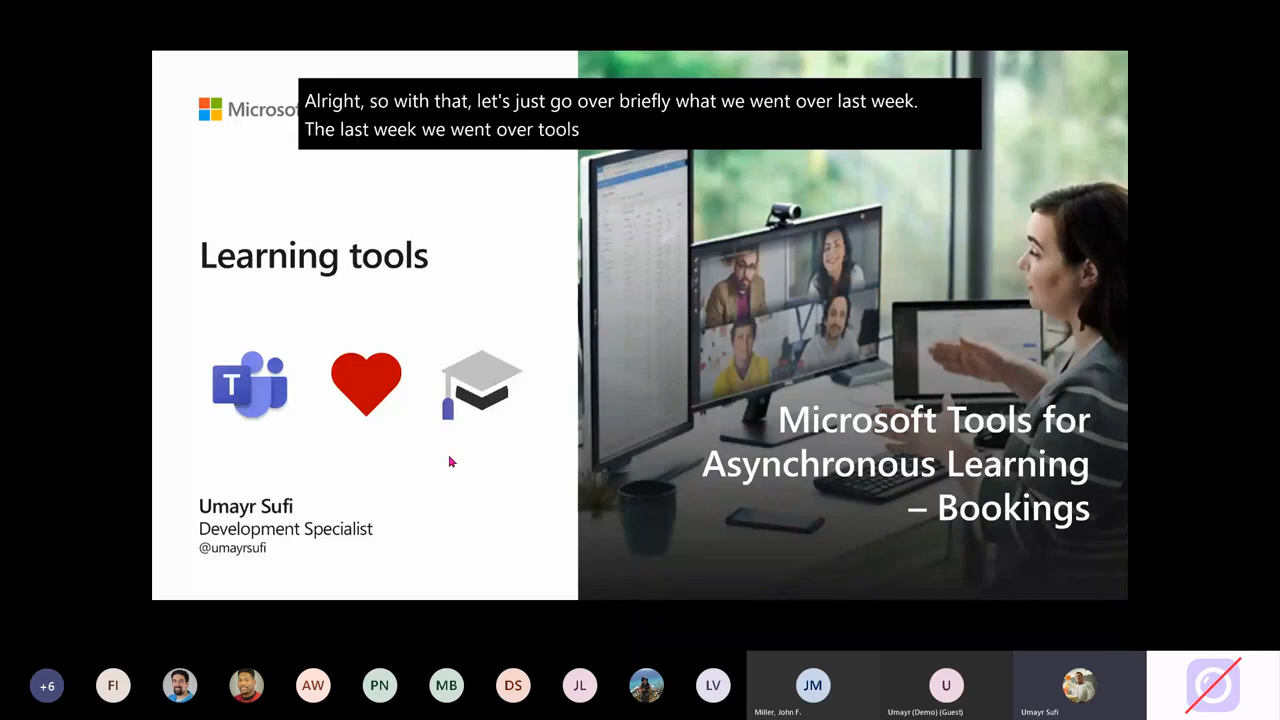 Alright, so with that, let's just go over briefly what we went over last week.
The last week we went over tools
Microsoft
Learning tools
T
Umayr Sufi
Development Specialist
@umayrsufi
Microsoft Tools for
Asynchronous Learning
– Bookings
+6
FI
AW
PN
MB
DS
JL
LV
JM
U
Miller, John F.
Umayr (Demo) (Guest)
Umayr Sufi